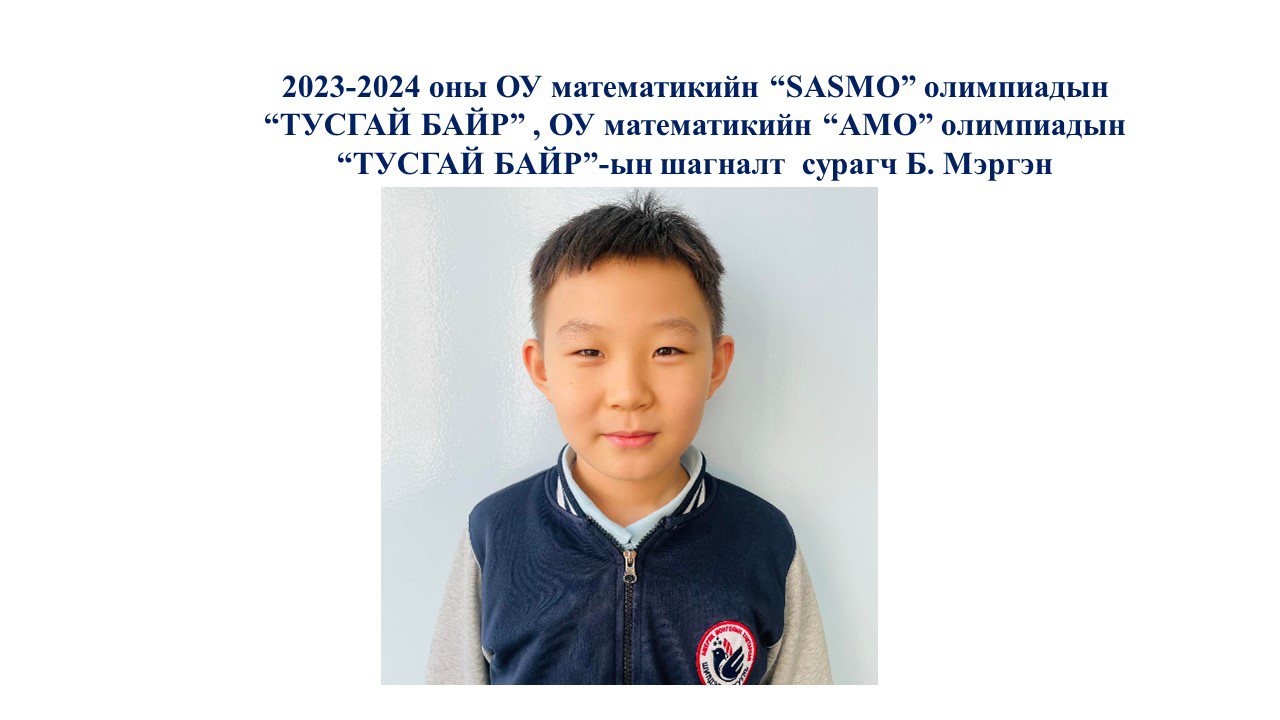 2023-2024 оны ОУ математикийн “SASMO” олимпиадын
“ТУСГАЙ БАЙР” , ОУ математикийн “AMO” олимпиадын
“ТУСГАЙ БАЙР”-ын шагналт сурагч Б. Мэргэн